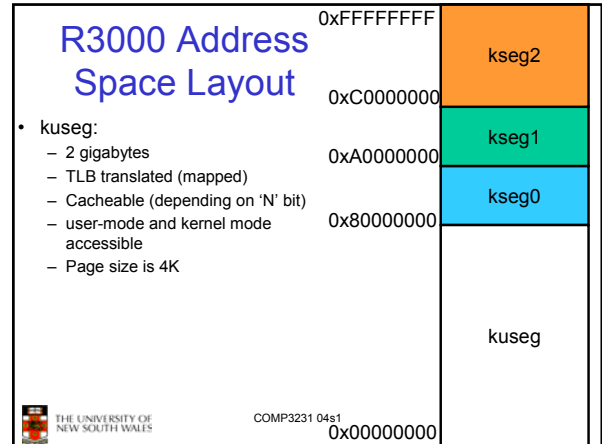 R3000 Address
Space Layout
• kuseg:
– 2 gigabytes
– TLB translated (mapped)
– Cacheable (depending on ‘N’ bit)
– user-mode and kernel mode
accessible
– Page size is 4K
0xFFFFFFFF
kseg2
0xC0000000
kseg1
0xA0000000
kseg0
0x80000000
kuseg
0x00000000
THE UNIVERSITY OF
NEW SOUTH WALES
COMP3231 04s1